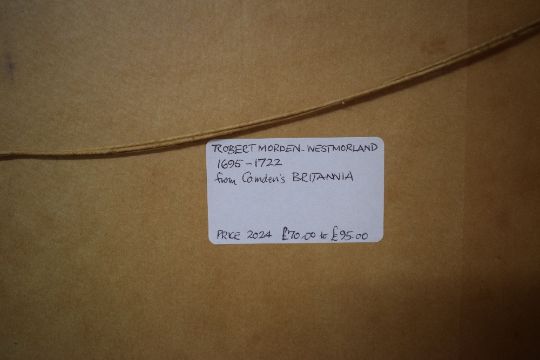 ROBERT MORDEN-WESTMORLAND
1695-1722
from Camden's BRITANNIA
PRICE 2024 £70.00 to £95.00